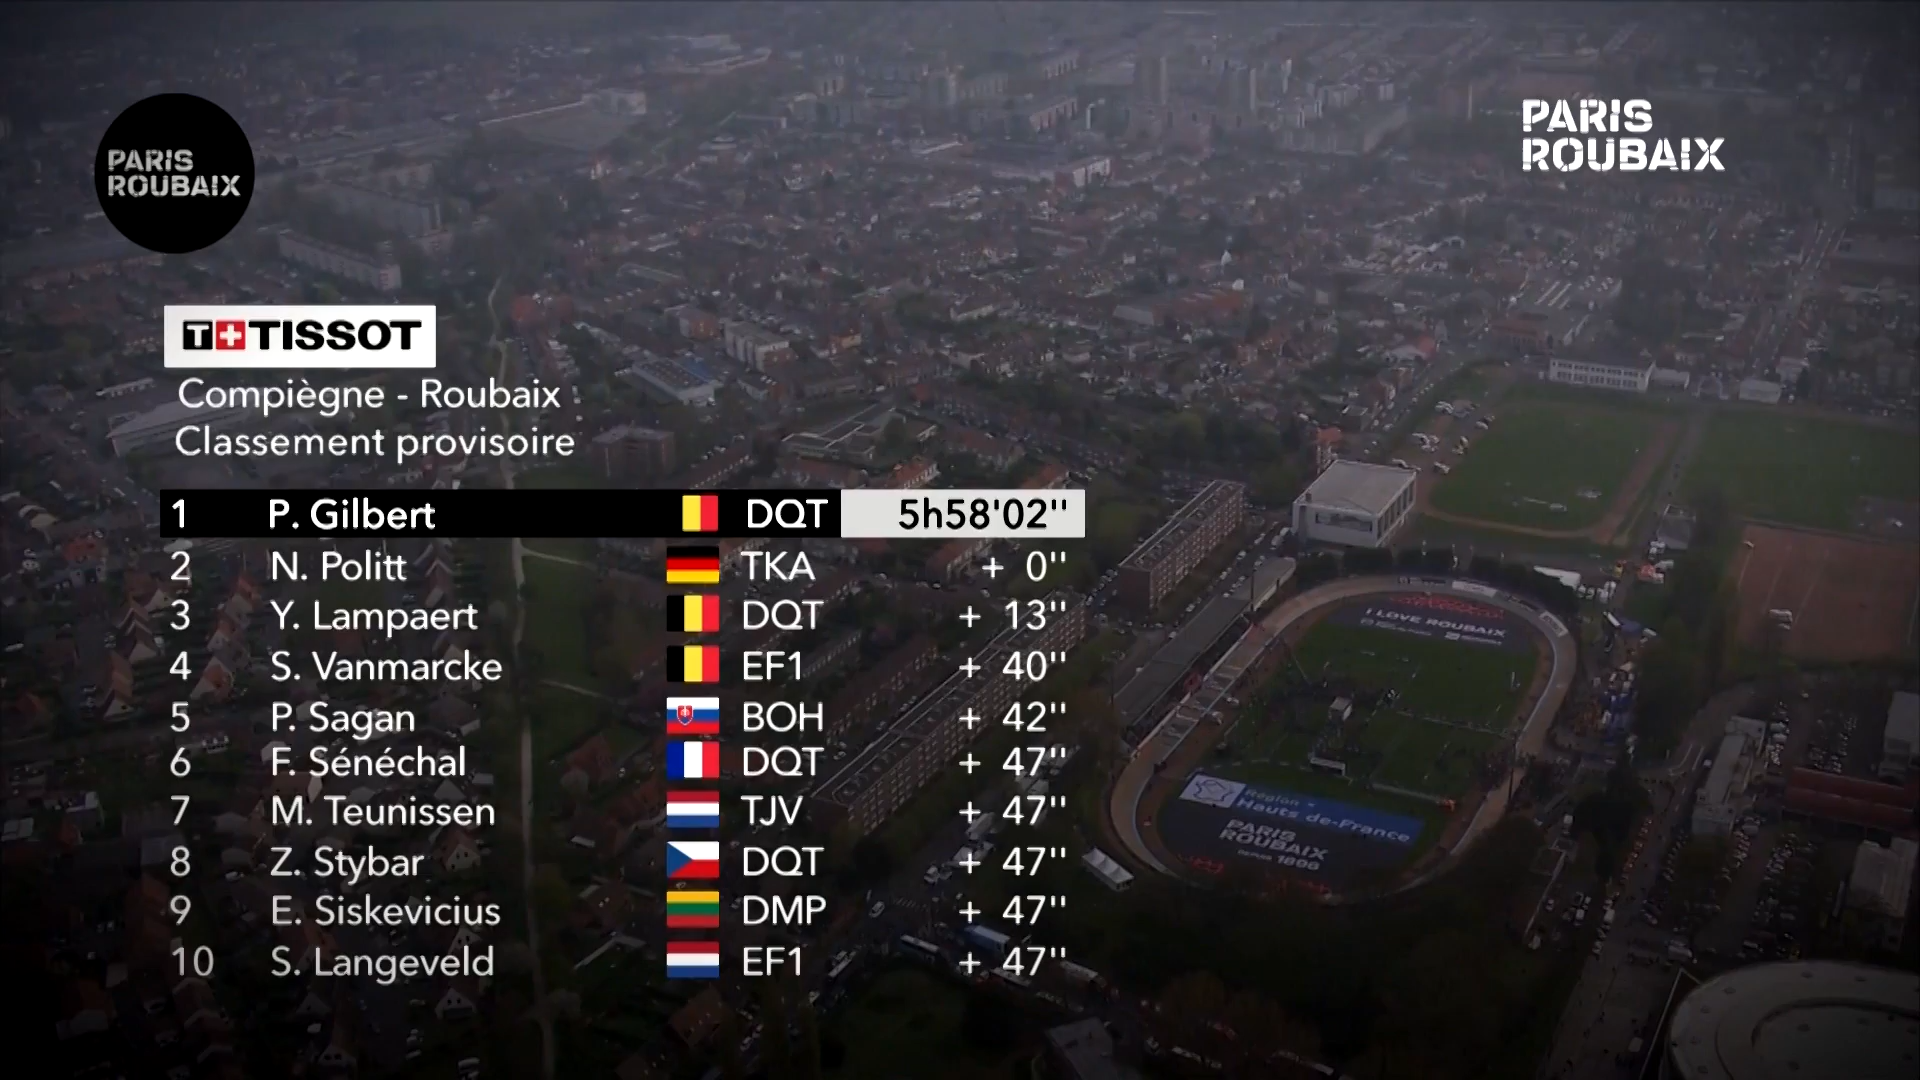 PARIS
ROUBAIX
PARIS
ROUBAIX
T+TISSOT
Compiègne - Roubaix
Classement provisoire
1 P. Gilbert DQT 5h58'02''
2 N. Politt TKA + 0''
3 Y. Lampaert DQT + 13''
4 S. Vanmarcke EF1 + 40''
5 P. Sagan BOH + 42''
6 F. Sénéchal DQT + 47''
7 M. Teunissen TJV + 47''
8 Z. Stybar DQT + 47''
9 E. Siskevicius DMP + 47''
10 S. Langeveld EF1 + 47''
I LOVE ROUBAIX
Région
Hauts de-France
PARIS
ROUBAIX
DEPUIS 1896